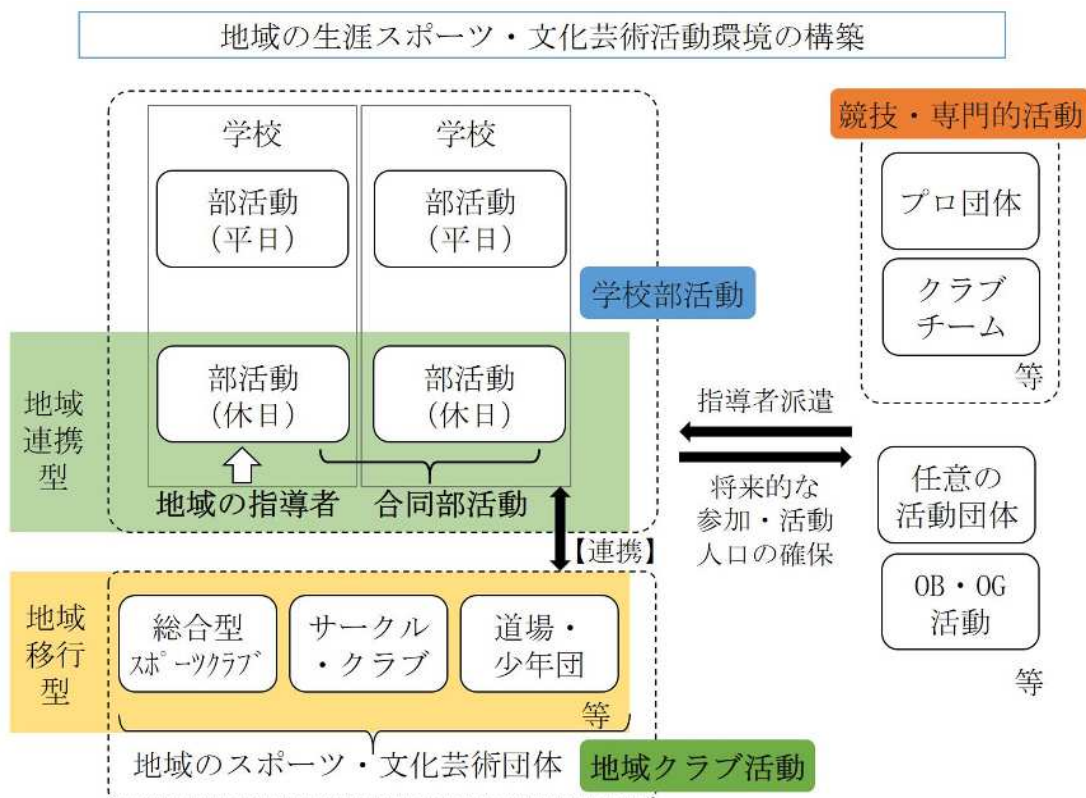 地域の生涯スポーツ・文化芸術活動環境の構築
学校
学校
部活動
(平日)
部活動
(平日)
学校部活動
地域
連携
型
部活動
(休日)
部活動
(休日)
地域の指導者
合同部活動
【連携】
地域
移行
型
総合型
スポーツクラブ
サークル
・クラブ
道場・
少年団
等
地域のスポーツ・文化芸術団体
地域クラブ活動
競技・専門的活動
プロ団体
クラブ
チーム
等
指導者派遣
将来的な
参加・活動
人口の確保
任意の
活動団体
OB・OG
活動
等